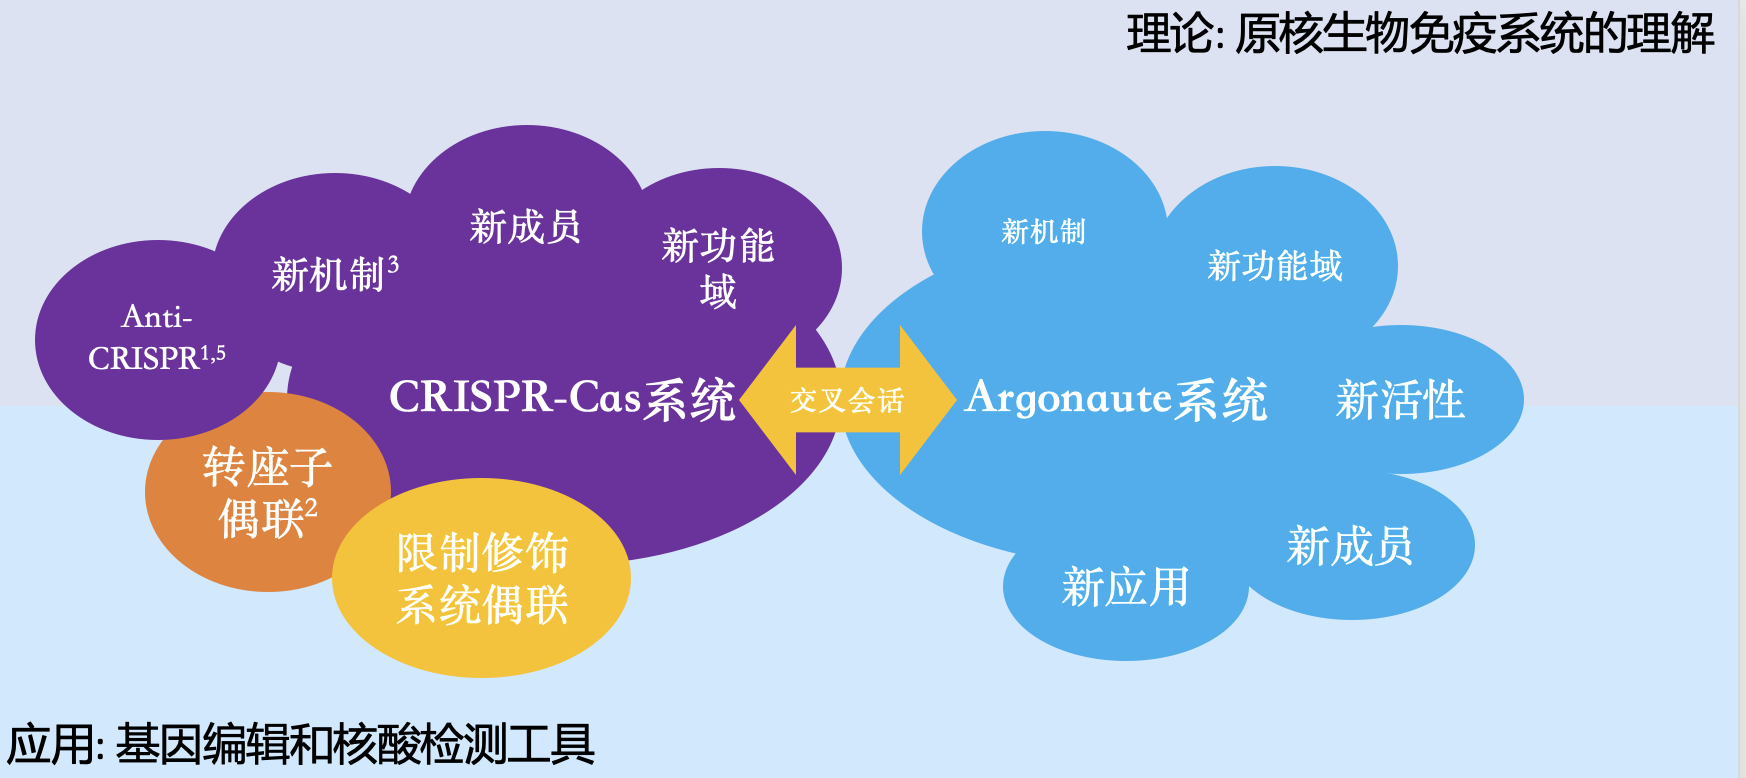 理论: 原核生物免疫系统的理解
新成员
新机制³
新功能
域
Anti-
CRISPR¹,⁵
转座子
偶联²
限制修饰
系统偶联
CRISPR-Cas系统
交叉会话
Argonaute系统
新机制
新功能域
新活性
新成员
新应用
应用: 基因编辑和核酸检测工具